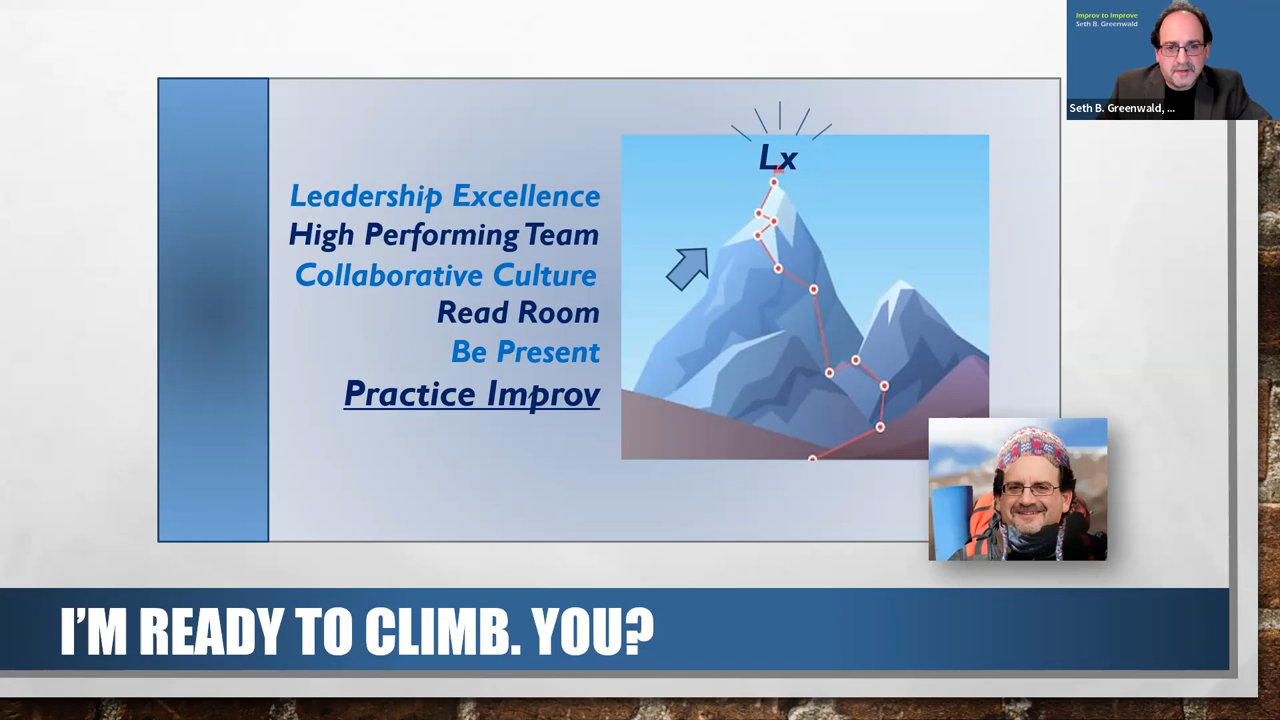 Improv to Improve
Seth B. Greenwald
Seth B. Greenwald, ...
Lx
Leadership Excellence
High Performing Team
Collaborative Culture
Read Room
Be Present
Practice Improv
I'M READY TO CLIMB. YOU?